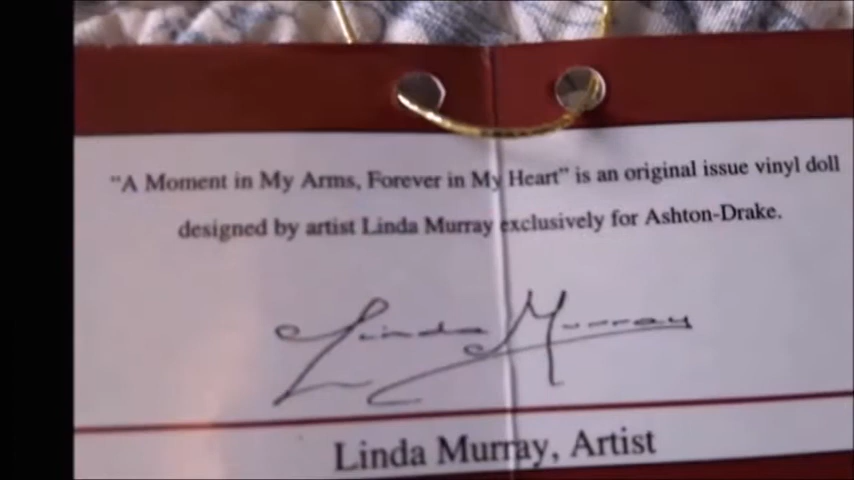 "A Moment in My Arms, Forever in My Heart" is an original issue vinyl doll
designed by artist Linda Murray exclusively for Ashton-Drake.
Linda Murray
Linda Murray, Artist